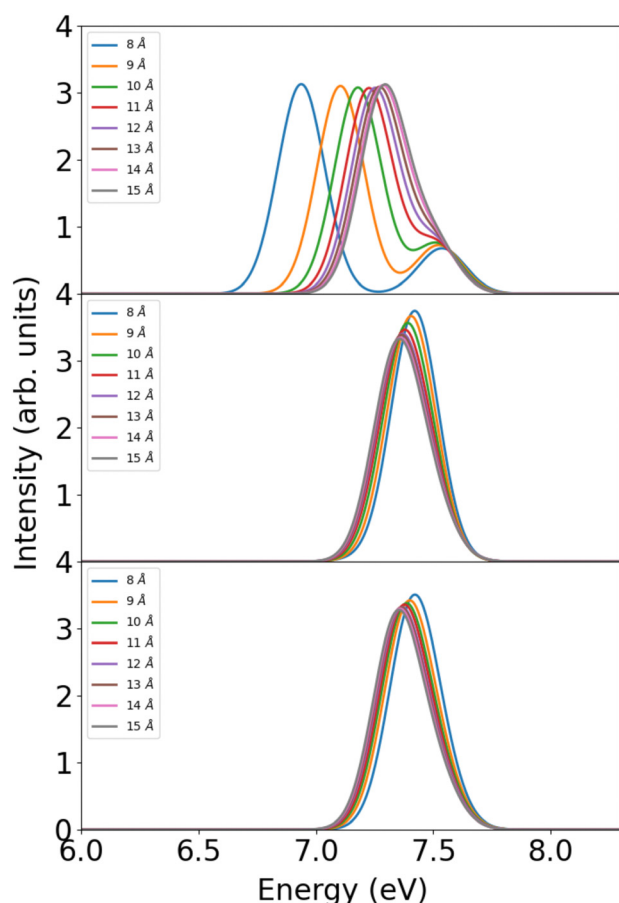 4
3
2
1
8 Å
9 Å
10 Å
11 Å
12 Å
13 Å
14 Å
15 Å
4
3
2
1
8 Å
9 Å
10 Å
11 Å
12 Å
13 Å
14 Å
15 Å
4
3
2
1
0
8 Å
9 Å
10 Å
11 Å
12 Å
13 Å
14 Å
15 Å
Intensity (arb. units)
6.0 6.5 7.0 7.5 8.0
Energy (eV)